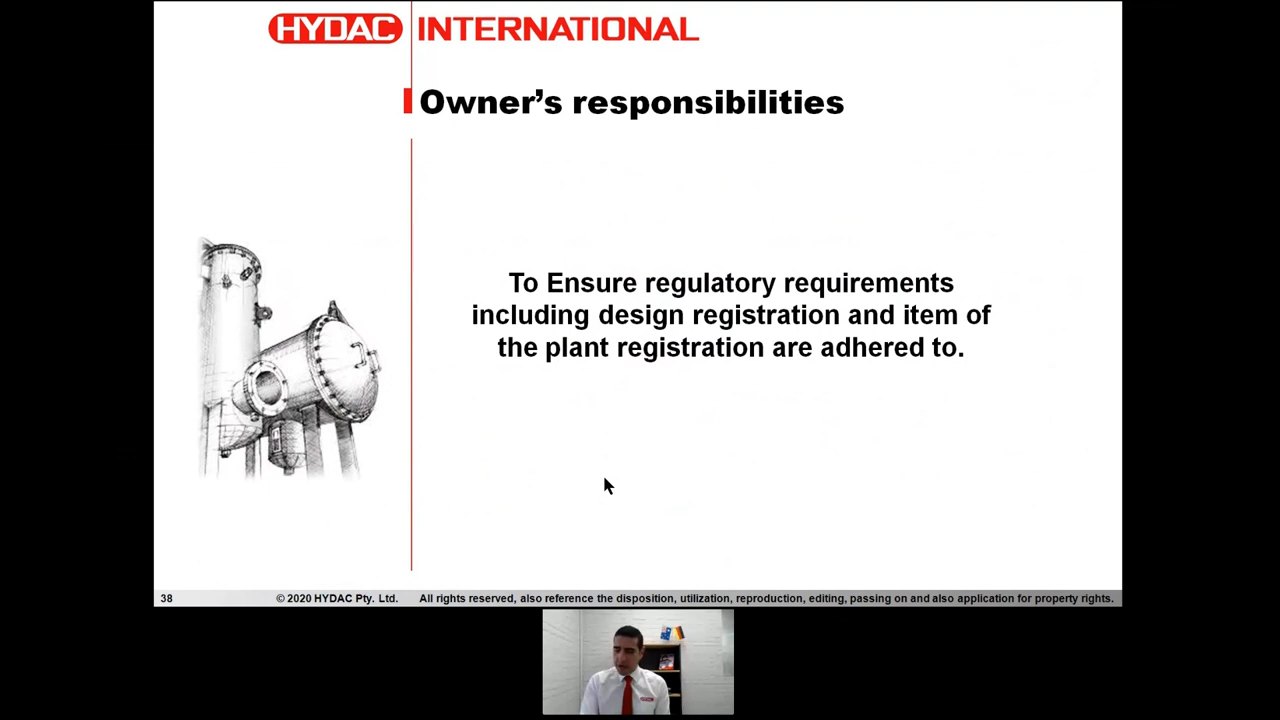 HYDAC INTERNATIONAL
Owner's responsibilities
To Ensure regulatory requirements
including design registration and item of
the plant registration are adhered to.
38 © 2020 HYDAC Pty. Ltd. All rights reserved, also reference the disposition, utilization, reproduction, editing, passing on and also application for property rights.